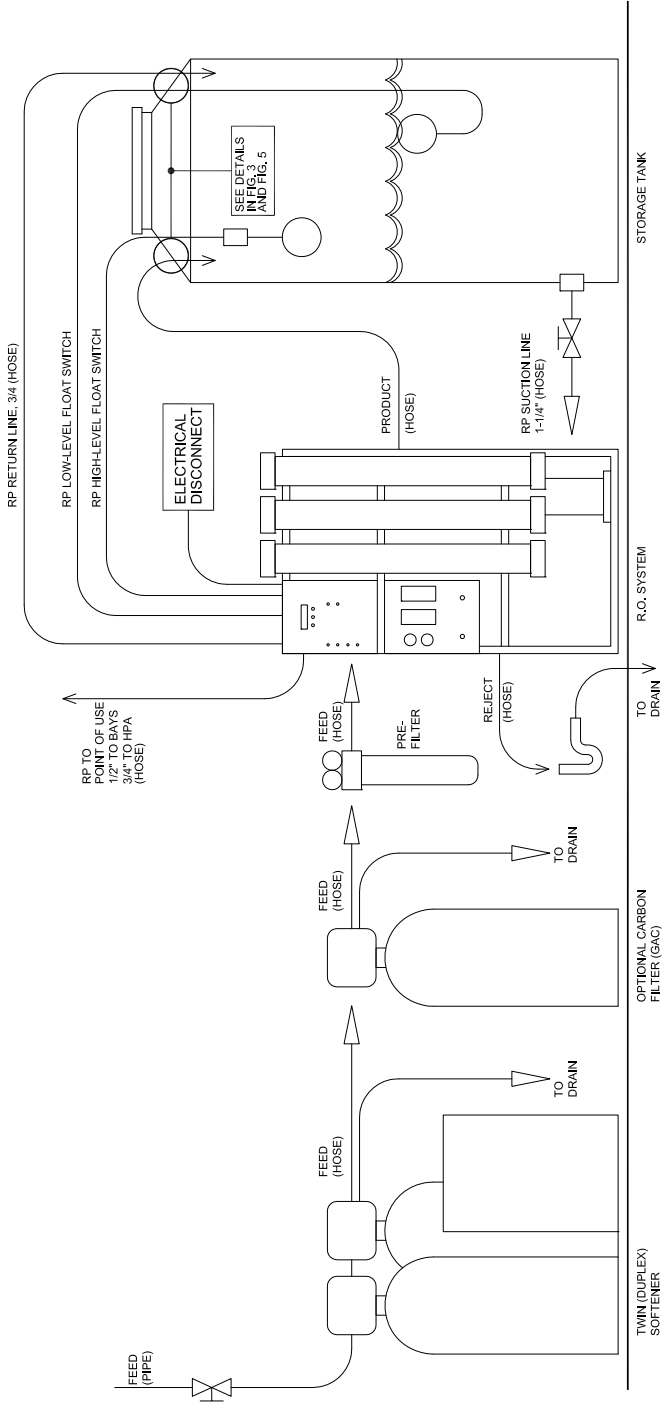 FEED
(PIPE)
TWIN (DUPLEX)
SOFTENER
FEED
(HOSE)
TO
DRAIN
OPTIONAL CARBON
FILTER (GAC)
FEED
(HOSE)
TO
DRAIN
PRE-
FILTER
FEED
(HOSE)
RP TO
POINT OF USE
1/2" TO BAYS
3/4" TO HPA
(HOSE)
REJECT
(HOSE)
TO
DRAIN
R.O. SYSTEM
ELECTRICAL
DISCONNECT
RP RETURN LINE, 3/4 (HOSE)
RP LOW-LEVEL FLOAT SWITCH
RP HIGH-LEVEL FLOAT SWITCH
PRODUCT
(HOSE)
RP SUCTION LINE
1-1/4" (HOSE)
SEE DETAILS
IN FIG. 3
AND FIG. 5
STORAGE TANK